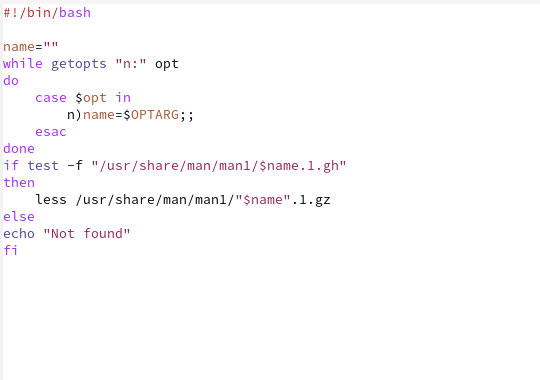 #!/bin/bash
name=""
while getopts "n:" opt
do
    case $opt in
        n)name=$OPTARG;;
    esac
done
if test -f "/usr/share/man/man1/$name.1.gh"
then
    less /usr/share/man/man1/"$name".1.gz
else
echo "Not found"
fi